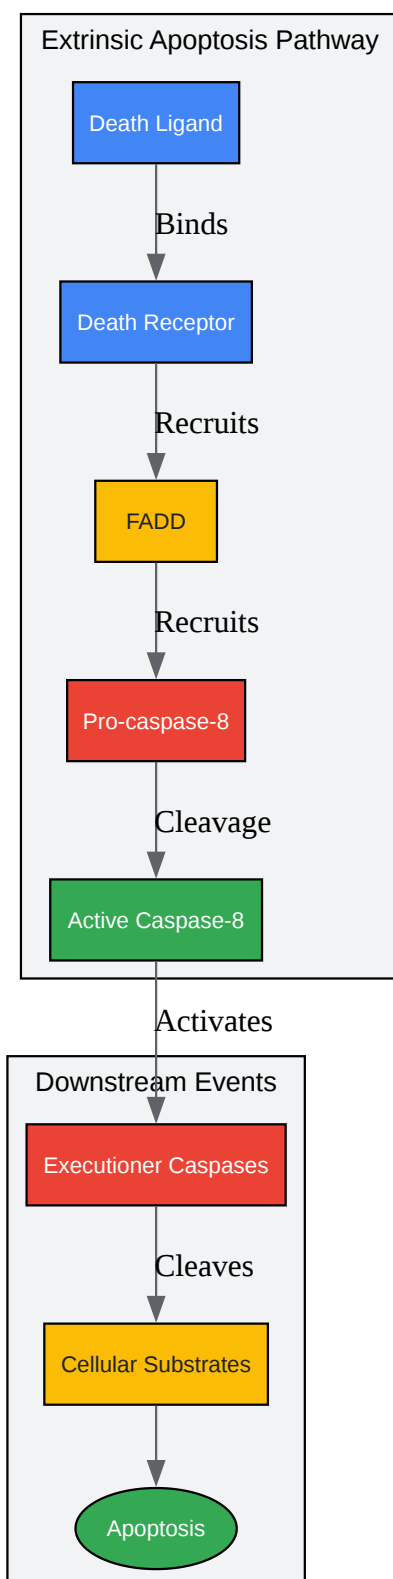 Extrinsic Apoptosis Pathway
Death Ligand
Binds
Death Receptor
Recruits
FADD
Recruits
Pro-caspase-8
Cleavage
Active Caspase-8
Activates
Downstream Events
Executioner Caspases
Cleaves
Cellular Substrates
Apoptosis